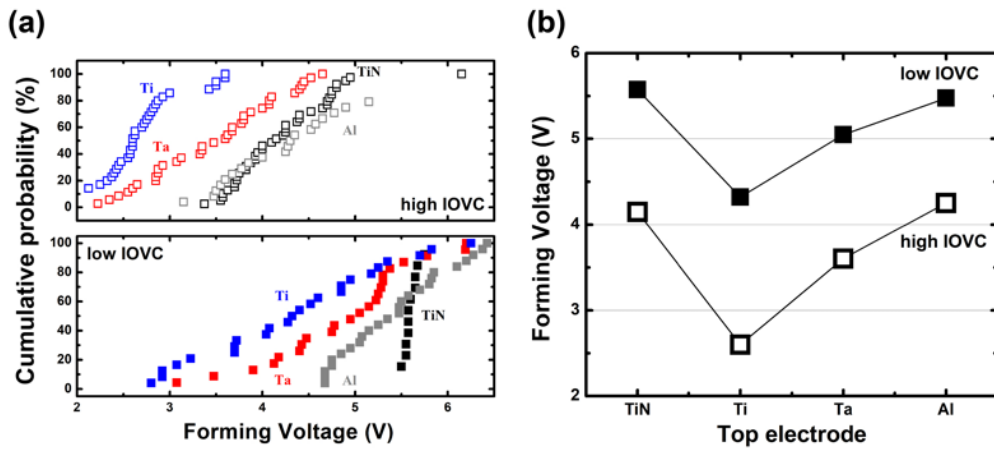 (a)
Cumulative probability (%)
100
80
60
40
20
0
Ti
Ta
TiN
Al
high IOVC
100
80
60
40
20
0
low IOVC
Ti
Ta
Al
TiN
2
3
4
5
6
Forming Voltage (V)
(b)
Forming Voltage (V)
6
5
4
3
2
low IOVC
high IOVC
TiN
Ti
Ta
Al
Top electrode